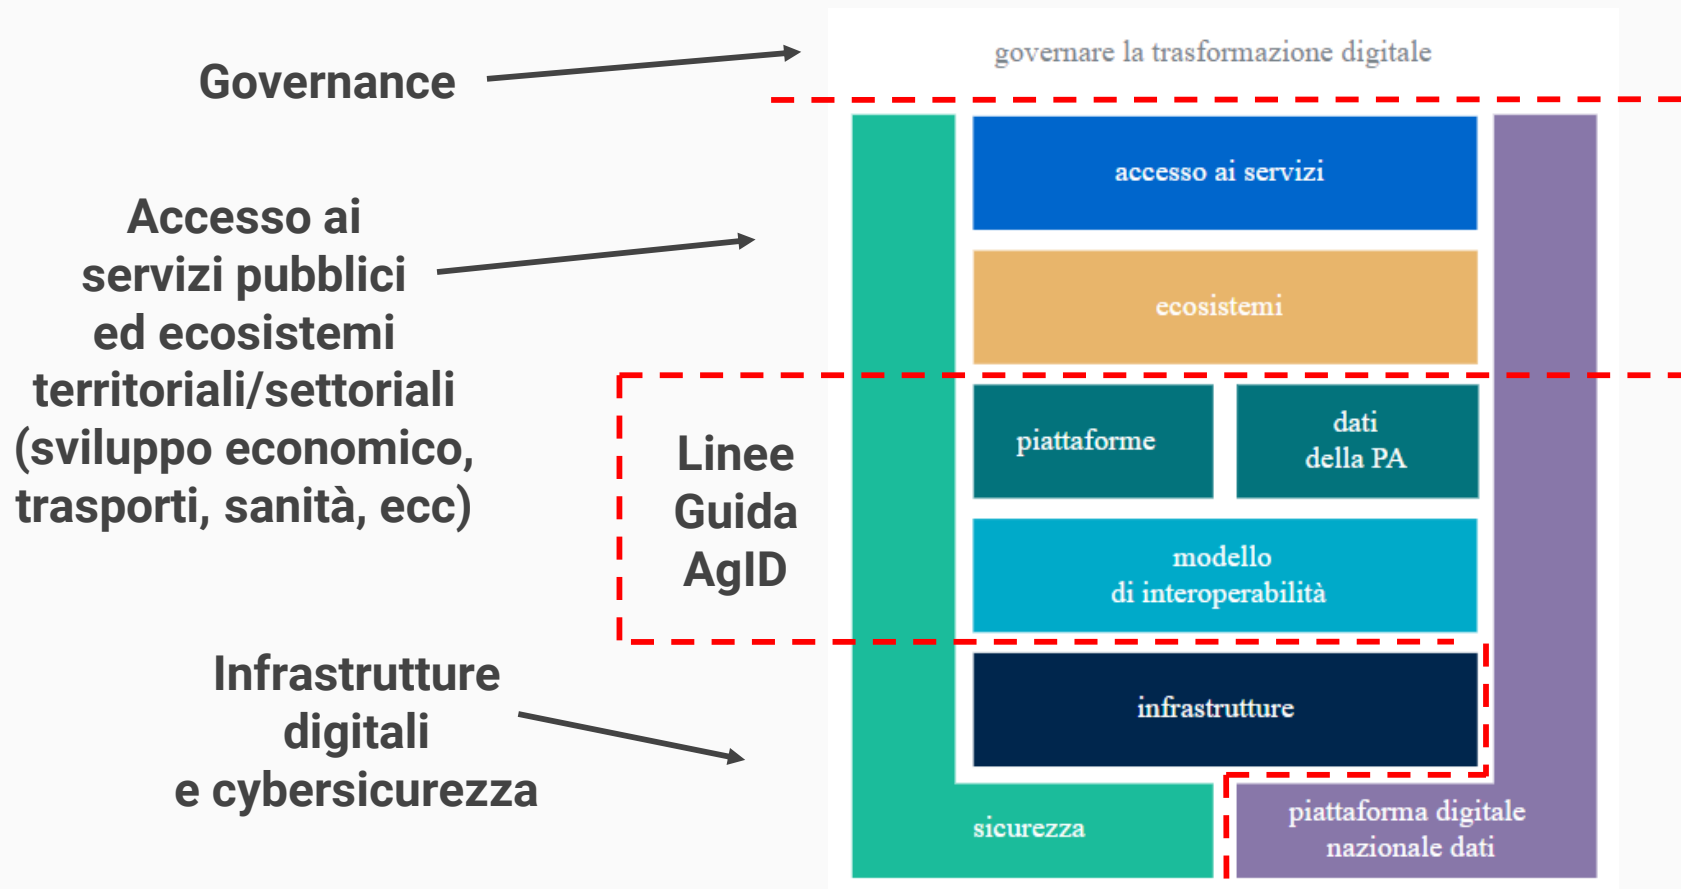 Governance
governare la trasformazione digitale
Accesso ai
servizi pubblici
ed ecosistemi
territoriali/settoriali
(sviluppo economico,
trasporti, sanità, ecc)
accesso ai servizi
ecosistemi
Linee
Guida
AgID
piattaforme
dati
della PA
modello
di interoperabilità
Infrastrutture
digitali
e cybersicurezza
infrastrutture
sicurezza
piattaforma digitale
nazionale dati